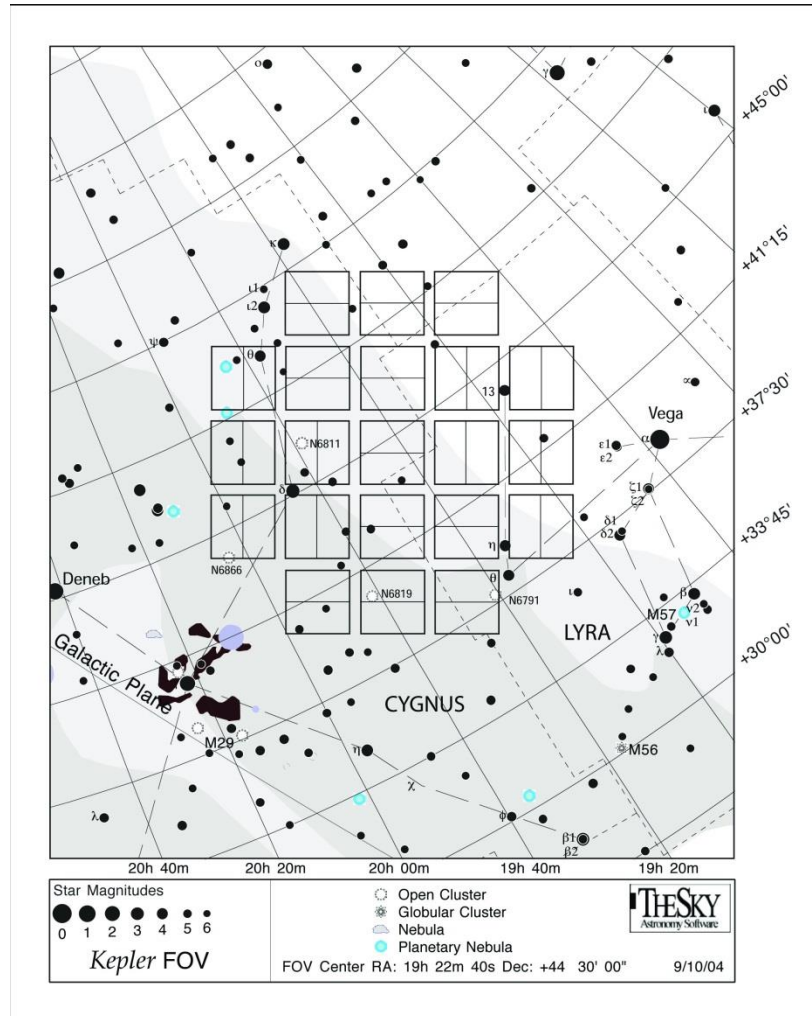 ο
γ
ι
+45°00'
κ
+41°15'
ι1
ι2
ψ
θ
+37°30'
13
α
Vega
ε1
α
ε2
N6811
ζ1
ζ2
+33°45'
δ
δ1
δ2
η
N6866
Deneb
θ
N6819
N6791
ι
β
M57
ν2
ν1
LYRA
γ
λ
+30°00'
Galactic Plane
CYGNUS
M29
η
M56
χ
λ
φ
β1
β2
20h 40m 20h 20m 20h 00m 19h 40m 19h 20m
Star Magnitudes
0 1 2 3 4 5 6
Kepler FOV
Open Cluster
Globular Cluster
Nebula
Planetary Nebula
THESKY
Astronomy Software
FOV Center RA: 19h 22m 40s Dec: +44 30' 00" 9/10/04